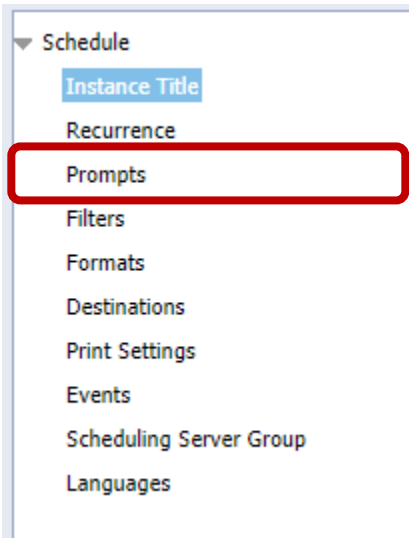 Schedule
Instance Title
Recurrence
Prompts
Filters
Formats
Destinations
Print Settings
Events
Scheduling Server Group
Languages